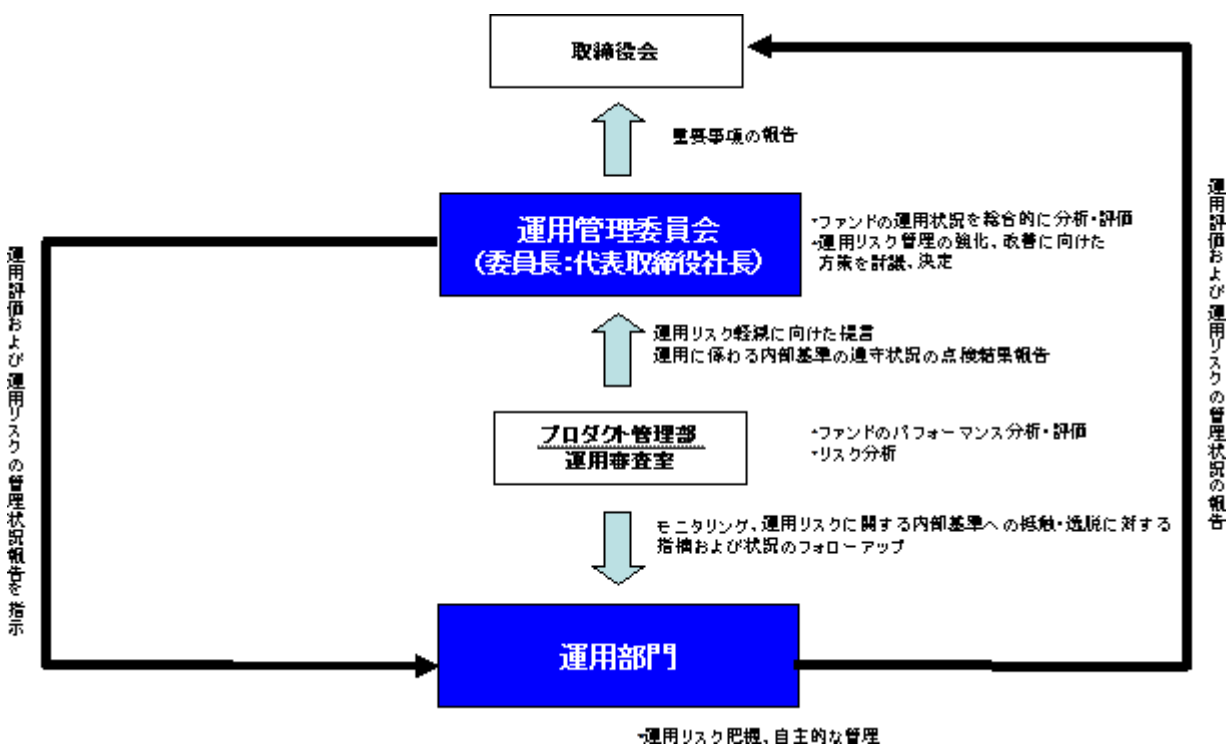 取締役会
重要事項の報告
運用管理委員会
(委員長:代表取締役社長)
・ファンドの運用状況を総合的に分析・評価
・運用リスク管理の強化、改善に向けた
方策を討議、決定
運用リスク軽減に向けた提言
運用に係わる内部基準の遵守状況の点検結果報告
プロダクト管理部
運用審査室
・ファンドのパフォーマンス分析・評価
・リスク分析
モニタリング、運用リスクに関する内部基準への抵触・逸脱に対する
指摘および状況のフォローアップ
運用部門
・運用リスク把握、自主的な管理
運用評価および運用リスクの管理状況報告を指示
運用評価および運用リスクの管理状況の報告